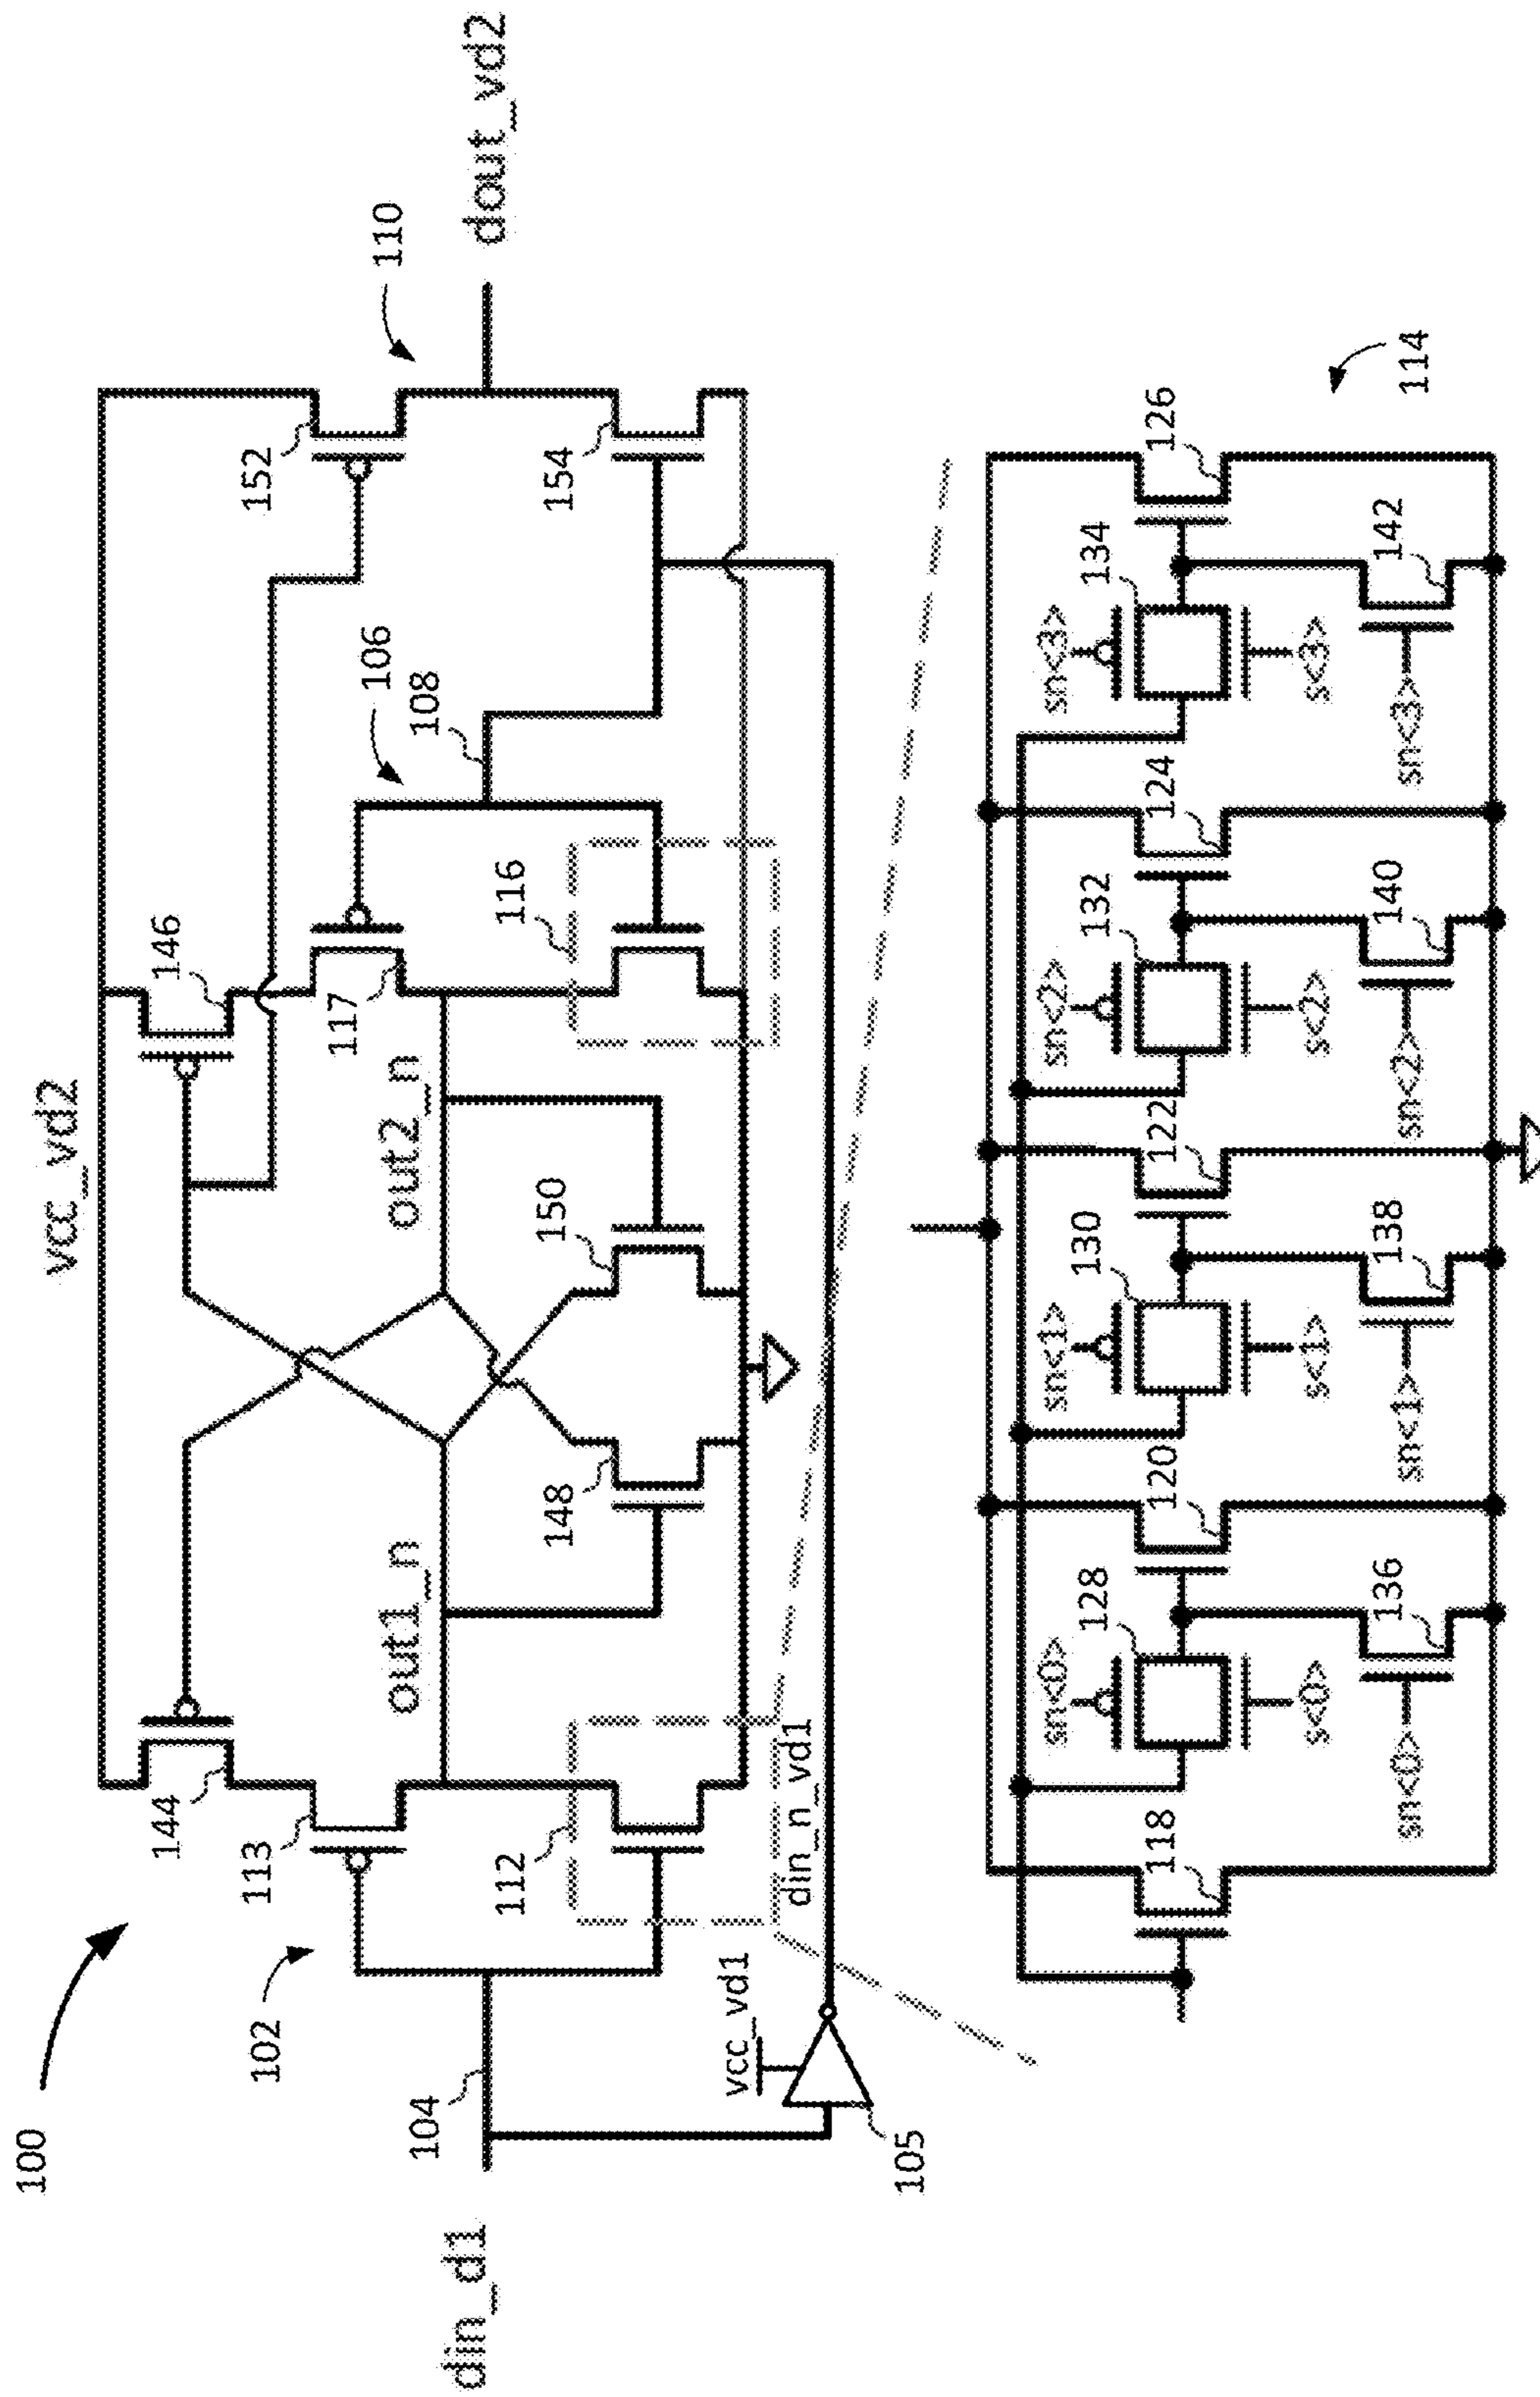 100
vcc_vd2
144
146
152
110
dout_vd2
113
117
106
108
102
out1_n
out2_n
din_d1
104
112
148
150
116
154
vcc_vd1
din_n_vd1
105
118
sn<0>
128
120
sn<1>
130
122
sn<2>
132
124
sn<3>
134
126
s<0>
s<1>
s<2>
s<3>
sn<0>
136
sn<1>
138
sn<2>
140
sn<3>
142
114